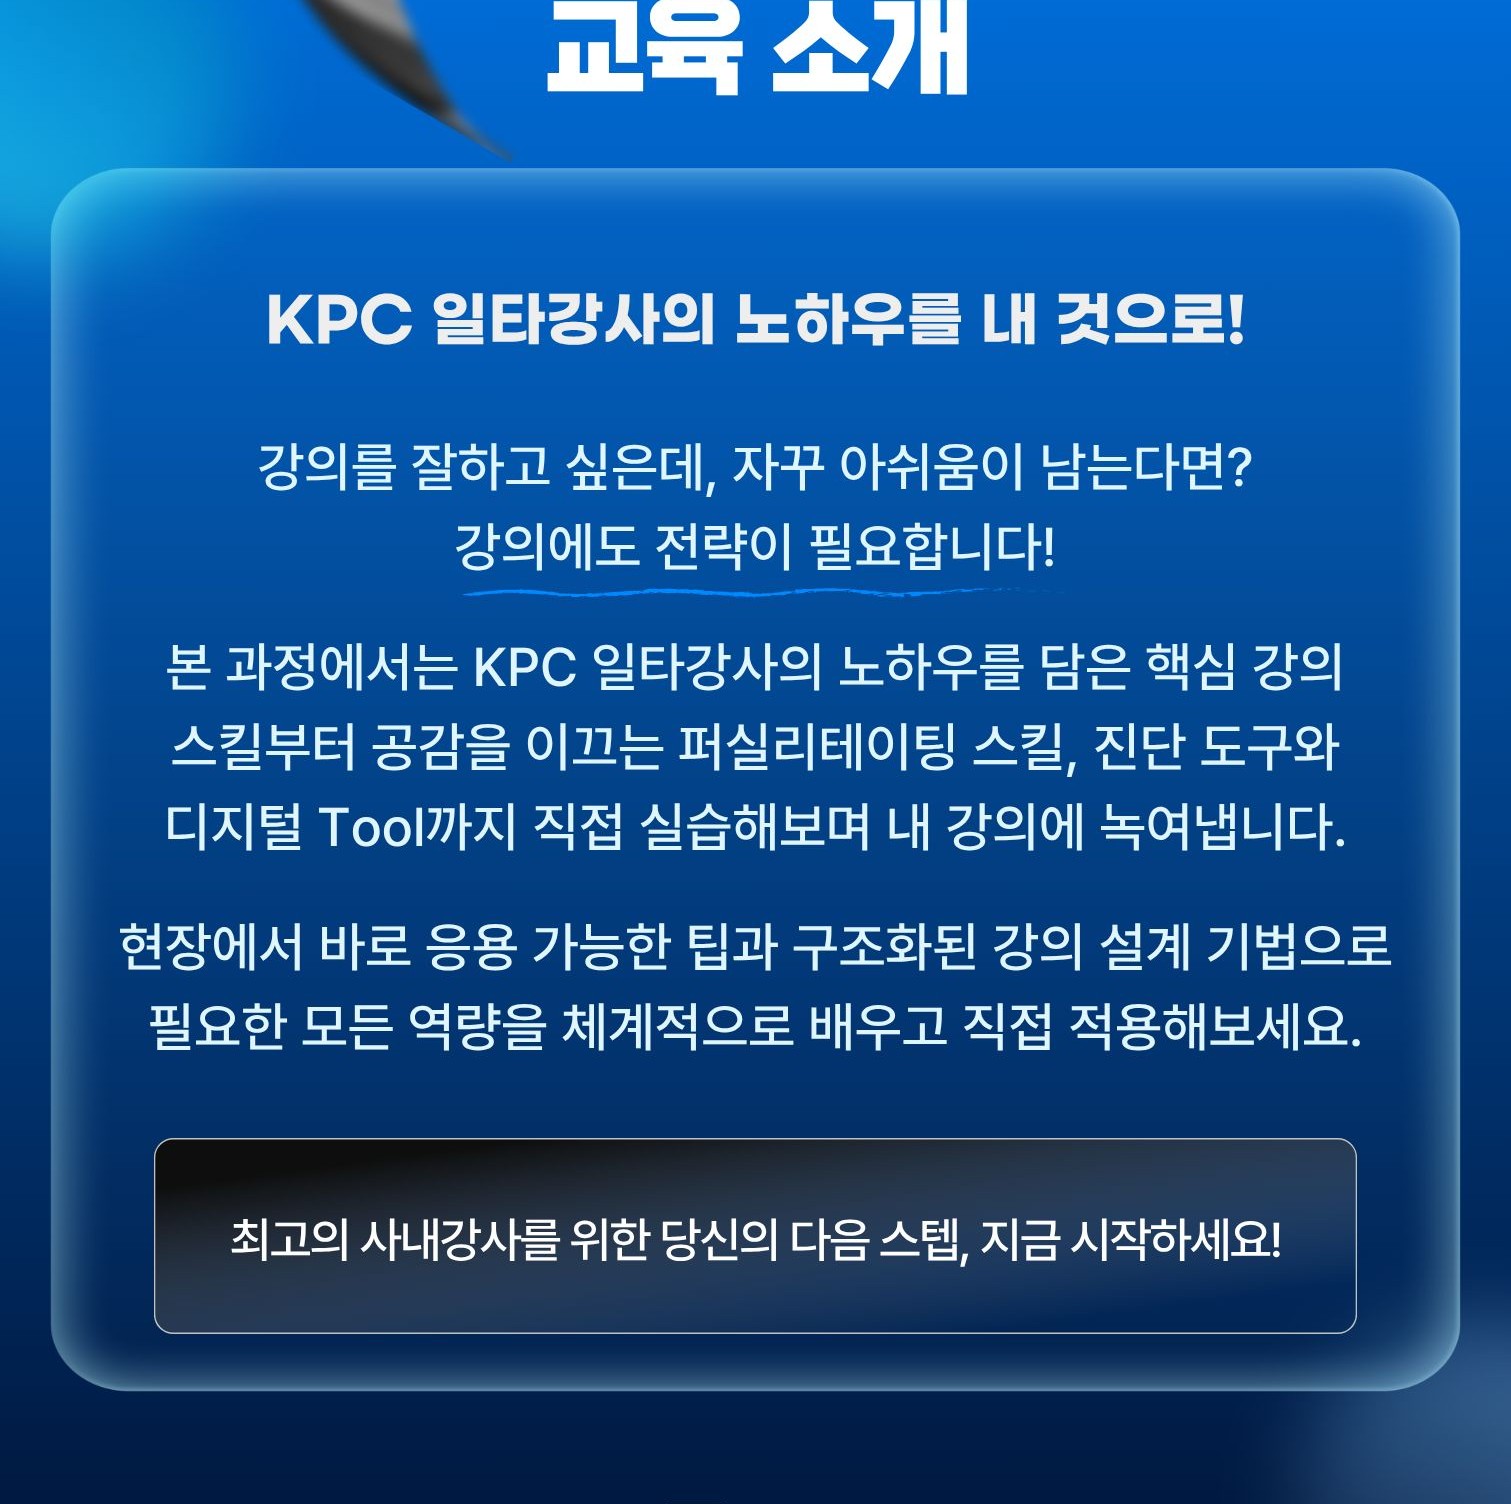 교육 소개
KPC 일타강사의 노하우를 내 것으로!
강의를 잘하고 싶은데, 자꾸 아쉬움이 남는다면?
강의에도 전략이 필요합니다!
본 과정에서는 KPC 일타강사의 노하우를 담은 핵심 강의
스킬부터 공감을 이끄는 퍼실리테이팅 스킬, 진단 도구와
디지털 Tool까지 직접 실습해보며 내 강의에 녹여냅니다.
현장에서 바로 응용 가능한 팁과 구조화된 강의 설계 기법으로
필요한 모든 역량을 체계적으로 배우고 직접 적용해보세요.
최고의 사내강사를 위한 당신의 다음 스텝, 지금 시작하세요!